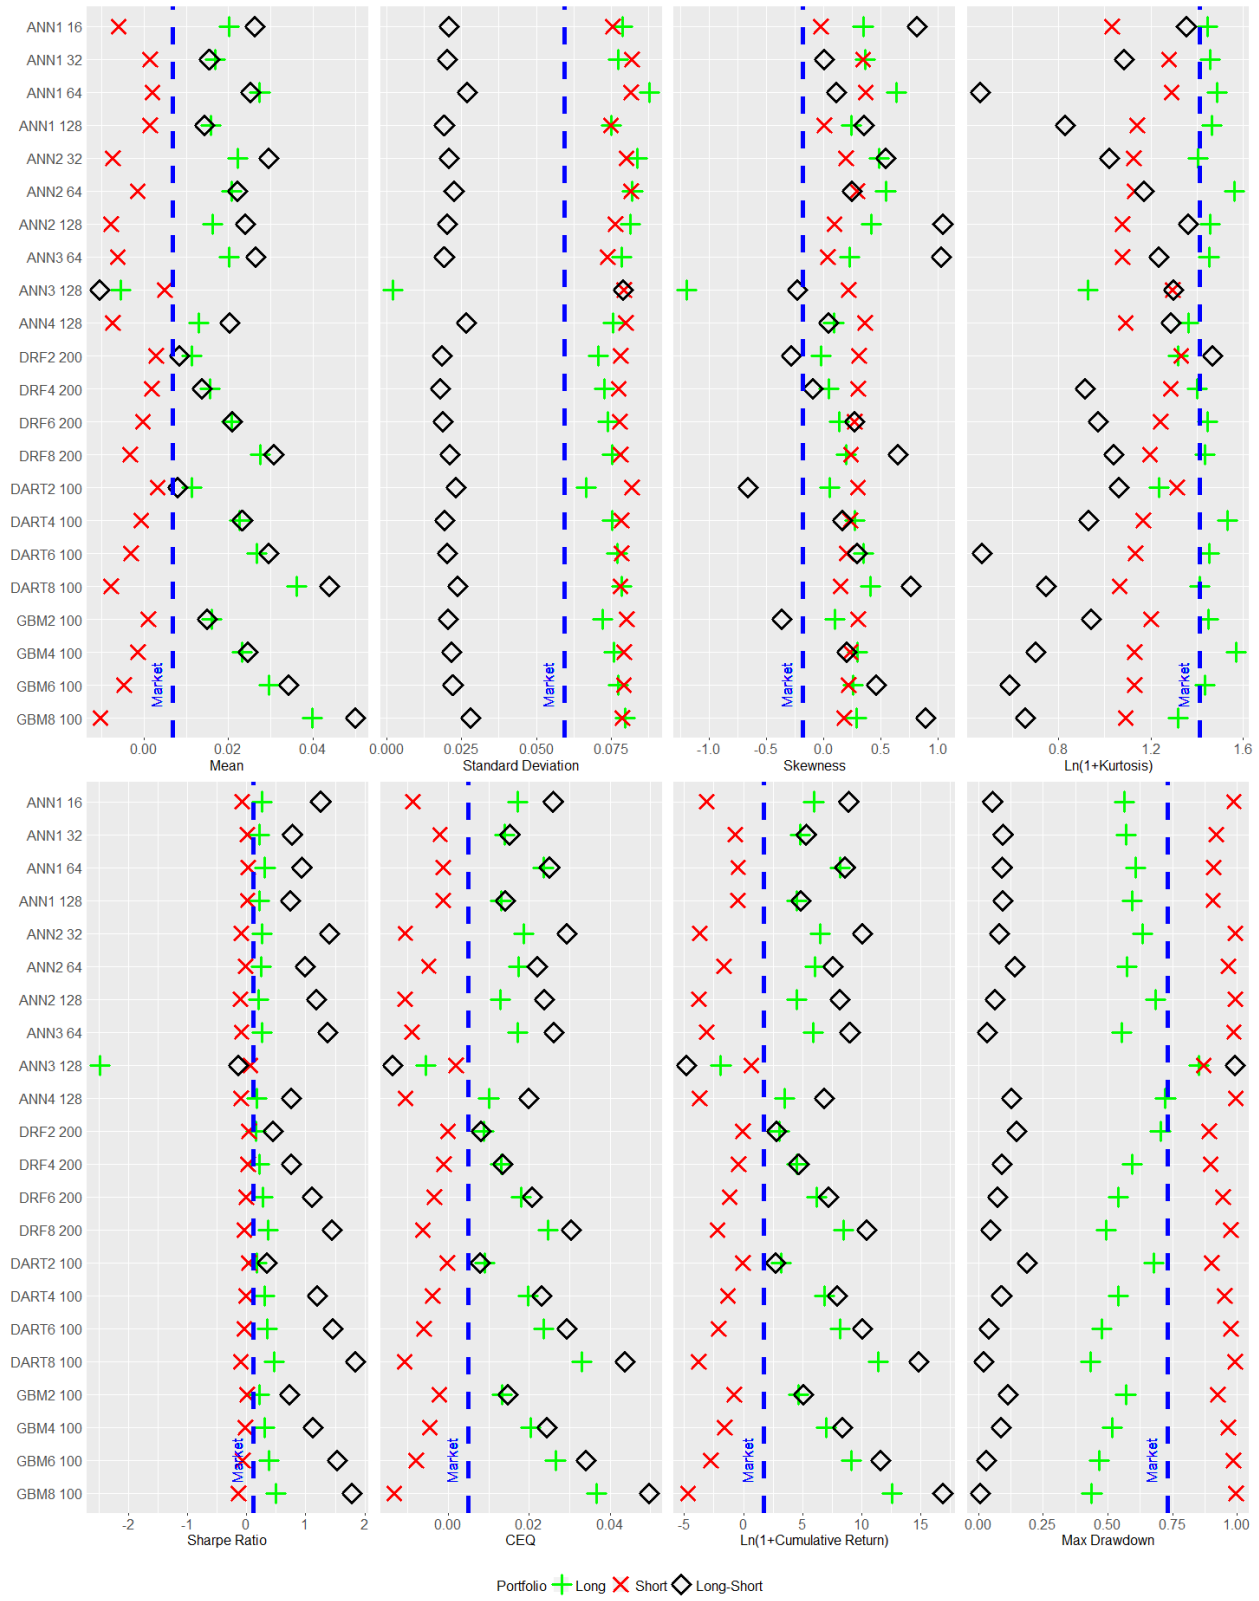 ANN1 16
ANN1 32
ANN1 64
ANN1 128
ANN2 32
ANN2 64
ANN2 128
ANN3 64
ANN3 128
ANN4 128
DRF2 200
DRF4 200
DRF6 200
DRF8 200
DART2 100
DART4 100
DART6 100
DART8 100
GBM2 100
GBM4 100
GBM6 100
GBM8 100
Market
Market
Market
Market
0.00 0.02 0.04
0.000 0.025 0.050 0.075
-1.0 -0.5 0.0 0.5 1.0
0.8 1.2 1.6
Mean
Standard Deviation
Skewness
Ln(1+Kurtosis)
ANN1 16
ANN1 32
ANN1 64
ANN1 128
ANN2 32
ANN2 64
ANN2 128
ANN3 64
ANN3 128
ANN4 128
DRF2 200
DRF4 200
DRF6 200
DRF8 200
DART2 100
DART4 100
DART6 100
DART8 100
GBM2 100
GBM4 100
GBM6 100
GBM8 100
Market
Market
Market
Market
-2 -1 0 1 2
0.00 0.04
-5 0 5 10 15
0.00 0.25 0.50 0.75 1.00
Sharpe Ratio
CEQ
Ln(1+Cumulative Return)
Max Drawdown
Portfolio Long Short Long-Short